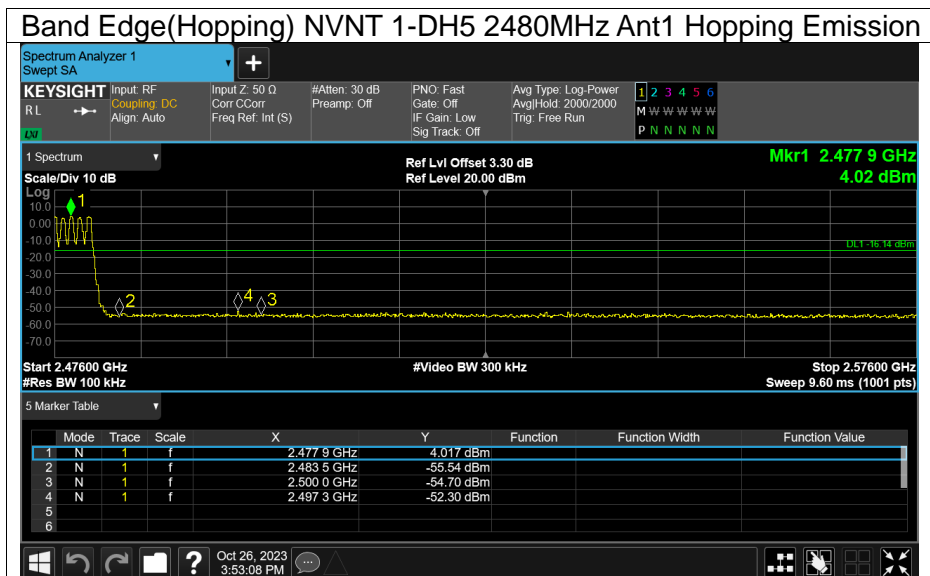 Band Edge(Hopping) NVNT 1-DH5 2480MHz Ant1 Hopping Emission
Spectrum Analyzer 1
Swept SA
+
KEYSIGHT Input: RF Input Z: 50 Ω #Atten: 30 dB PNO: Fast Avg Type: Log-Power 1 2 3 4 5 6
RL Coupling: DC Corr CCorr Preamp: Off Gate: Off Avg|Hold: 2000/2000 M W W W W W
Align: Auto Freq Ref: Int (S) IF Gain: Low Trig: Free Run
LXI Sig Track: Off P N N N N N
1 Spectrum Ref Lvl Offset 3.30 dB Mkr1 2.477 9 GHz
Scale/Div 10 dB Ref Level 20.00 dBm 4.02 dBm
Log
10.0 1
0.00
-10.0 DL1 -16.14 dBm
-20.0
-30.0
-40.0
-50.0 2 4 3
-60.0
-70.0
Start 2.47600 GHz #Video BW 300 kHz Stop 2.57600 GHz
#Res BW 100 kHz Sweep 9.60 ms (1001 pts)
5 Marker Table
Mode Trace Scale X Y Function Function Width Function Value
1 N 1 f 2.477 9 GHz 4.017 dBm
2 N 1 f 2.483 5 GHz -55.54 dBm
3 N 1 f 2.500 0 GHz -54.70 dBm
4 N 1 f 2.497 3 GHz -52.30 dBm
5
6
? Oct 26, 2023
3:53:08 PM